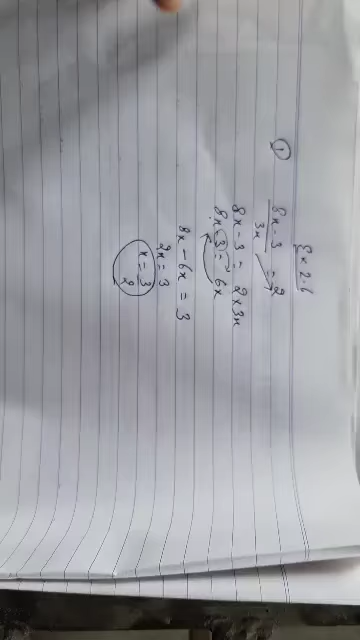 Ex 2.6
①
8x - 3 / 3x = 2
8x - 3 = 2 x 3x
8x - 3 = 6x
8x - 6x = 3
2x = 3
x = 3/2